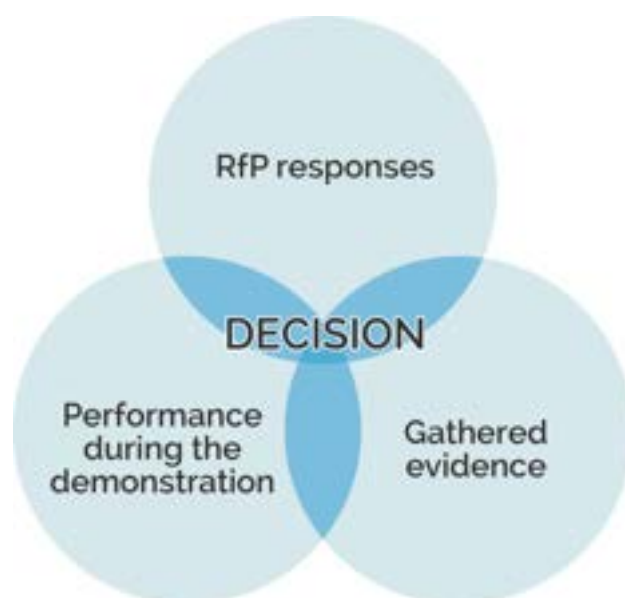 RfP responses
DECISION
Performance
during the
demonstration
Gathered
evidence